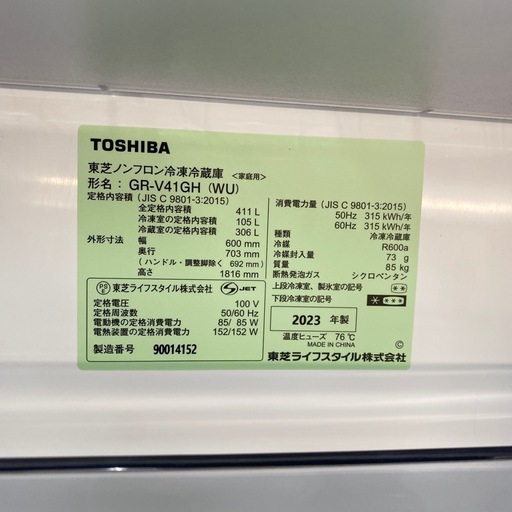 TOSHIBA
東芝ノンフロン冷凍冷蔵庫 <家庭用>
形名： GR-V41GH (WU)
定格内容積 (JIS C 9801-3:2015)
全定格内容積 411 L
冷凍室の定格内容積 105 L
冷蔵室の定格内容積 306 L
外形寸法 幅 600 mm
奥行 703 mm
(ハンドル・調整脚除く 692 mm)
高さ 1816 mm
PS E 東芝ライフスタイル株式会社 S JET
定格電圧 100 V
定格周波数 50/60 Hz
電動機の定格消費電力 85/ 85 W
電熱装置の定格消費電力 152/152 W
製造番号 90014152
消費電力量 (JIS C 9801-3:2015)
50Hz 315 kWh/年
60Hz 315 kWh/年
種類 冷凍冷蔵庫
冷媒 R600a
冷媒封入量 73 g
質量 85 kg
断熱発泡ガス シクロペンタン
上段冷凍室、製氷室の記号 **
下段冷凍室の記号 * ***
2023 年製
温度ヒューズ 76℃
MADE IN CHINA
東芝ライフスタイル株式会社